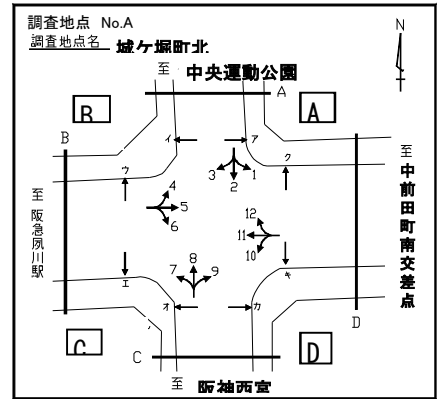 調査地点 No.A
調査地点名 城ケ堀町北
N
至 中央運動公園
A
B
A
B
イ
ア
ウ
ク
3
2
1
4
5
6
12
11
10
7
8
9
エ
キ
オ
カ
至 阪急夙川駅
至 中前田町南交差点
C
D
C
D
至 阪神西宮